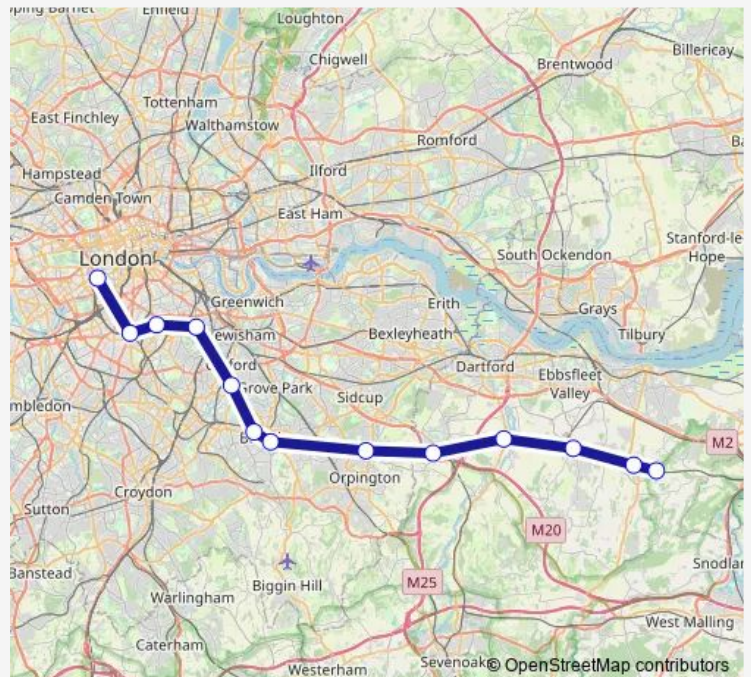 Enfield
Loughton
Chigwell
Billericay
Brentwood
Tottenham
East Finchley
Walthamstow
Romford
Ilford
Hampstead
Camden Town
East Ham
London
South Ockendon
Stanford-le
Hope
Greenwich
Erith
Grays
Tilbury
Bexleyheath
Dartford
Ebbsfleet
Valley
Grove Park
Sidcup
M2
Orpington
Croydon
Sutton
M20
Biggin Hill
M25
Banstead
Warlingham
Snodlan
West Malling
Caterham
Westerham
Sevenoaks
© OpenStreetMap contributors